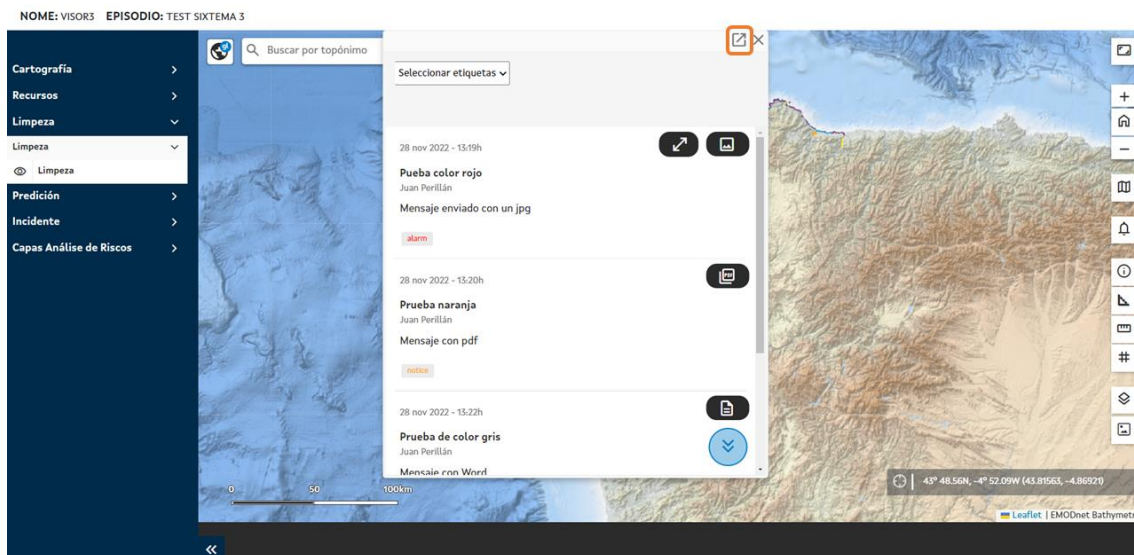 NOME: VISOR3 EPISODIO: TEST SIXTEMA 3
Cartografía
Recursos
Limpeza
Limpeza
Limpeza
Predición
Incidente
Capas Análise de Riscos
Buscar por topónimo
Seleccionar etiquetas
28 nov 2022 - 13:19h
Pueba color rojo
Juan Perillán
Mensaje enviado con un jpg
alarm
28 nov 2022 - 13:20h
PDF
Prueba naranja
Juan Perillán
Mensaje con pdf
notice
28 nov 2022 - 13:22h
Prueba de color gris
Juan Perillán
Mensaje con Word
0 50 100km
43° 48.56N, -4° 52.09W (43.81563, -4.86921)
Leaflet | EMODnet Bathymetr